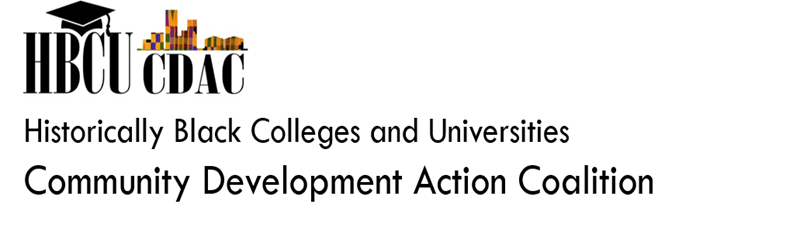 HBCU CDAC
Historically Black Colleges and Universities
Community Development Action Coalition